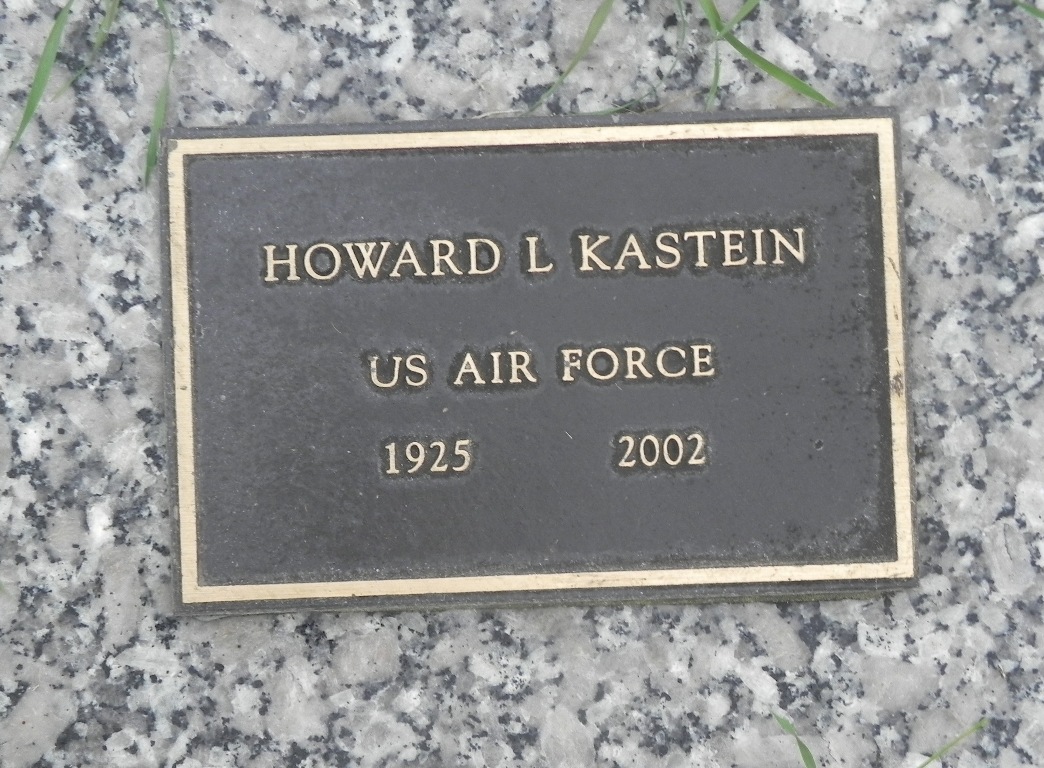 HOWARD L KASTEIN
US AIR FORCE
1925 2002